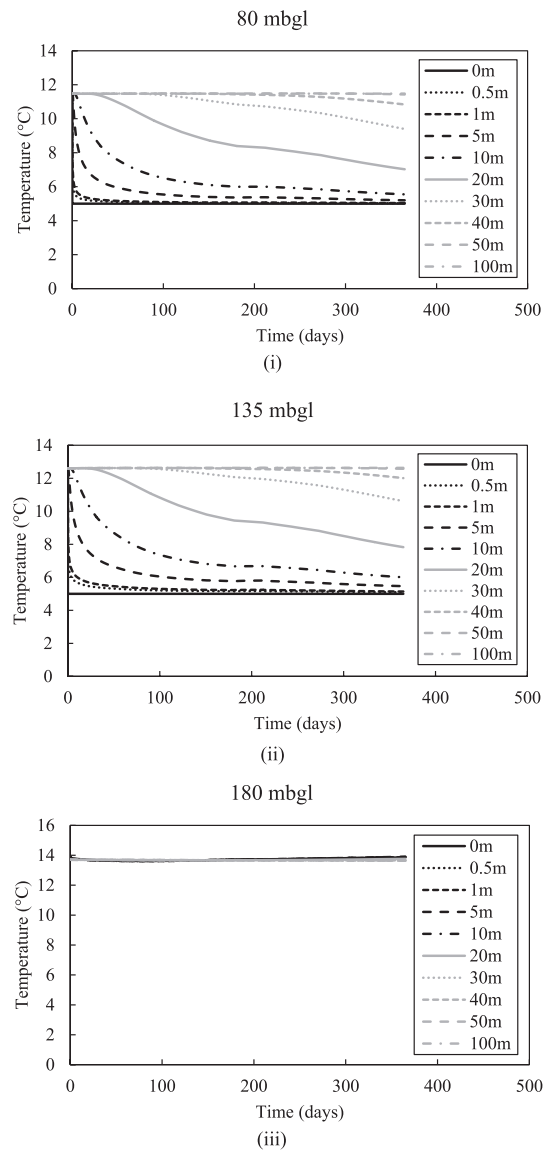 80 mbgl
14
12
10
8
6
4
2
0
Temperature (°C)
0 100 200 300 400 500
Time (days)
0m
0.5m
1m
5m
10m
20m
30m
40m
50m
100m
(i)
135 mbgl
14
12
10
8
6
4
2
0
Temperature (°C)
0 100 200 300 400 500
Time (days)
0m
0.5m
1m
5m
10m
20m
30m
40m
50m
100m
(ii)
180 mbgl
16
14
12
10
8
6
4
2
0
Temperature (°C)
0 100 200 300 400 500
Time (days)
0m
0.5m
1m
5m
10m
20m
30m
40m
50m
100m
(iii)